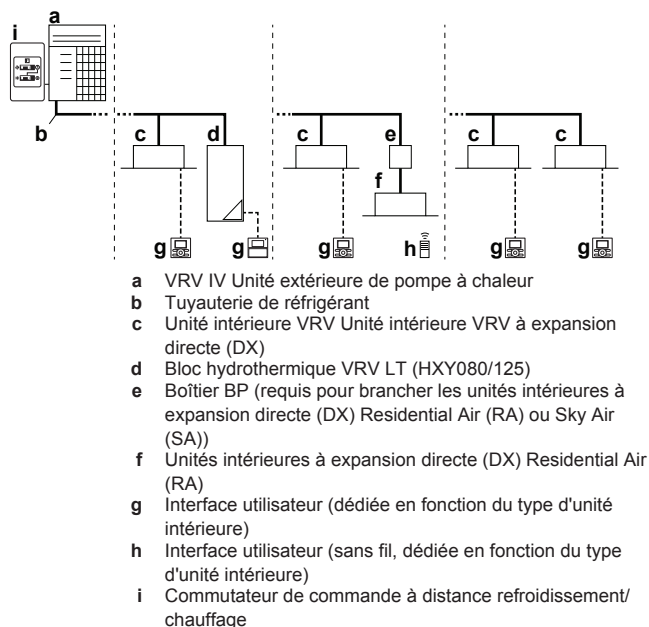 a
i
b
c d c e c c
f
g g g h g g
a VRV IV Unité extérieure de pompe à chaleur
b Tuyauterie de réfrigérant
c Unité intérieure VRV Unité intérieure VRV à expansion
directe (DX)
d Bloc hydrothermique VRV LT (HXY080/125)
e Boîtier BP (requis pour brancher les unités intérieures à
expansion directe (DX) Residential Air (RA) ou Sky Air
(SA))
f Unités intérieures à expansion directe (DX) Residential Air
(RA)
g Interface utilisateur (dédiée en fonction du type d'unité
intérieure)
h Interface utilisateur (sans fil, dédiée en fonction du type
d'unité intérieure)
i Commutateur de commande à distance refroidissement/
chauffage